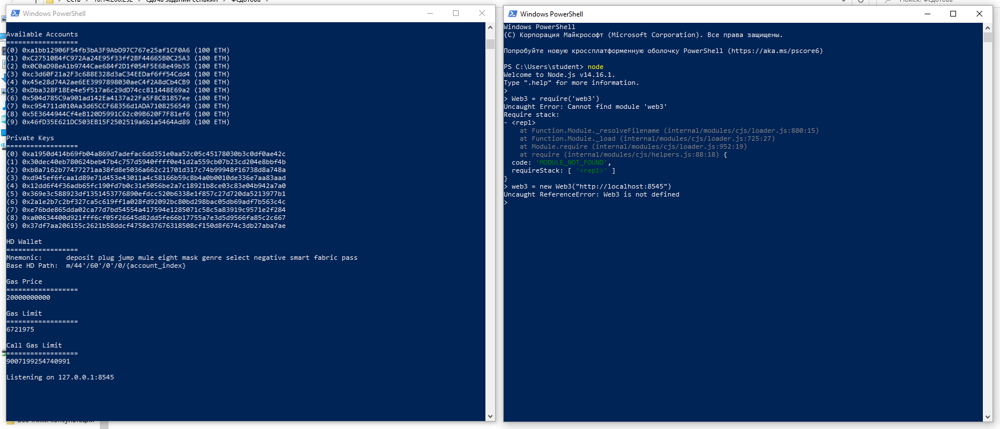 Сеть
10.14.200.232
сдача заданий сенькин
Федотова
Поиск: Федотова
Windows PowerShell
Available Accounts
==================
(0) 0xa1bb12906F54fb3bA3F9AbD97C767e25af1CF0A6 (100 ETH)
(1) 0xC27510B4fC972Aa24E95f33ff2BF44665B0C25A3 (100 ETH)
(2) 0x0C0aD98eA1b9744Cae684f2D1f054F5E68e49b35 (100 ETH)
(3) 0xc3d60F21a2F3c688E328d3aC34EEDaf6ff54Cdd4 (100 ETH)
(4) 0x45e28d74A2ae6EE3997898030aeC4f2A8dCb4CB9 (100 ETH)
(5) 0xDba328F18Ee4e5f517a6c29dD74cc811448E69a2 (100 ETH)
(6) 0x504d785C9a901ad142Ea4137a22Fa5F8CB1857ee (100 ETH)
(7) 0xc954711d010Aa3d65CCF68356d1ADA7108256549 (100 ETH)
(8) 0x5E3644944Cf4eB120D5991C62c09B620F7F81ef6 (100 ETH)
(9) 0x46fD35E621DC503EB15F2502519a6b1a5464Ad89 (100 ETH)
Private Keys
==================
(0) 0xa1950d414b69fb04a869d7adefac6dd351e0aa52c05c45178030b3c0df0ae42c
(1) 0x30dec40eb780624beb47b4c757d5940ffff0e41d2a559cb07b23cd204e8bbf4b
(2) 0xb8a7162b77477271aa38fd8e5036a662c21701d317c74b99948f16738d8a748a
(3) 0xd945ef6fcaa1d89e71d453e43011a4c58166b59c8b4a0b0010de336e7aa83aad
(4) 0x12dd6f4f36adb65fc190fd7b0c31e5056be2a7c18921b8ce03c83e04b942a7a0
(5) 0x369e3c588923df1351453776890efdcc520b6338e1f857c27d720da5213977b1
(6) 0x2a1e2b7c2bf327ca5c619ff1a028fd92092bc80bd298bac05db69adf7b563c4c
(7) 0xe76bde865dda02ca77d7bd54554a417594e1285071c58c5a83919c9571e2f284
(8) 0xa00634400d921fff6cf05f26645d82dd5fe66b17755a7e3d5d9566fa85c2c667
(9) 0x37df7aa206155c2621b58ddcf4758e37676318508cf150d8f674c3db27aba7ae
HD Wallet
==================
Mnemonic:      deposit plug jump mule eight mask genre select negative smart fabric pass
Base HD Path:  m/44'/60'/0'/0/{account_index}
Gas Price
==================
20000000000
Gas Limit
==================
6721975
Call Gas Limit
==================
9007199254740991
Listening on 127.0.0.1:8545
Windows PowerShell
Windows PowerShell
(C) Корпорация Майкрософт (Microsoft Corporation). Все права защищены.
Попробуйте новую кроссплатформенную оболочку PowerShell (https://aka.ms/pscore6)
PS C:\Users\student> node
Welcome to Node.js v14.16.1.
Type ".help" for more information.
>
> Web3 = require('web3')
Uncaught Error: Cannot find module 'web3'
Require stack:
- <repl>
    at Function.Module._resolveFilename (internal/modules/cjs/loader.js:880:15)
    at Function.Module._load (internal/modules/cjs/loader.js:725:27)
    at Module.require (internal/modules/cjs/loader.js:952:19)
    at require (internal/modules/cjs/helpers.js:88:18) {
  code: 'MODULE_NOT_FOUND',
  requireStack: [ '<repl>' ]
}
> web3 = new Web3("http://localhost:8545")
Uncaught ReferenceError: Web3 is not defined
>